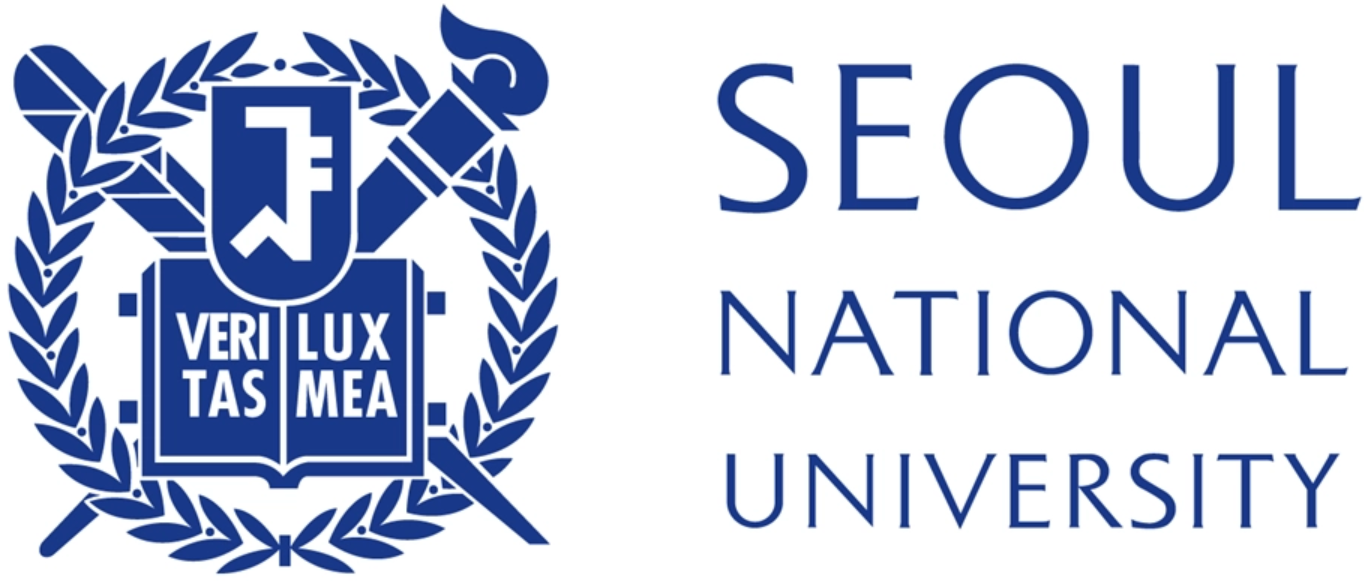 VERI LUX
TAS MEA
SEOUL
NATIONAL
UNIVERSITY